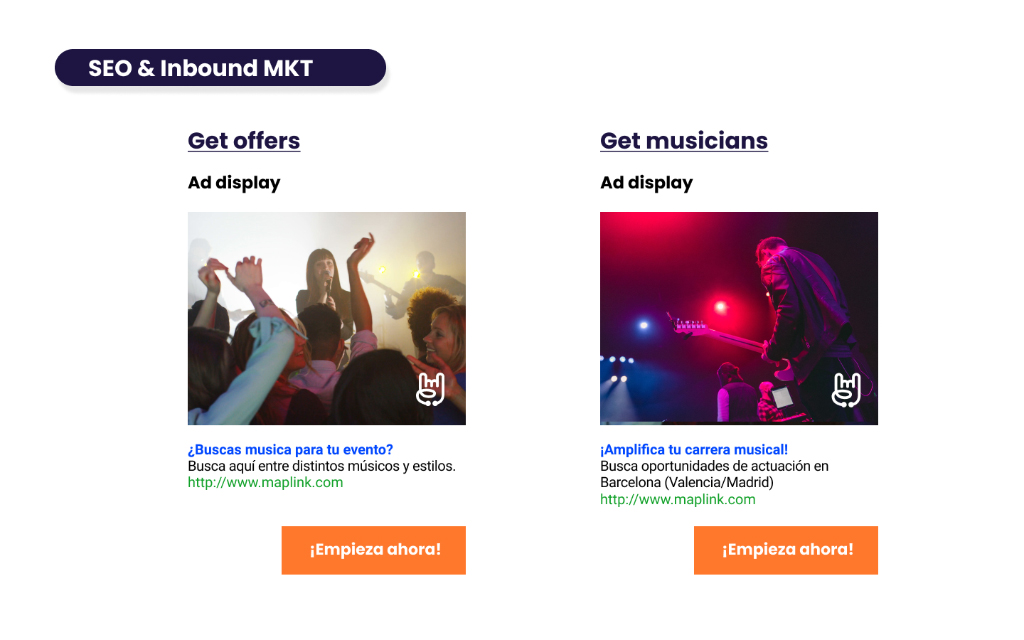 SEO & Inbound MKT
Get offers
Ad display
¿Buscas musica para tu evento?
Busca aquí entre distintos músicos y estilos.
http://www.maplink.com
¡Empieza ahora!
Get musicians
Ad display
¡Amplifica tu carrera musical!
Busca oportunidades de actuación en
Barcelona (Valencia/Madrid)
http://www.maplink.com
¡Empieza ahora!